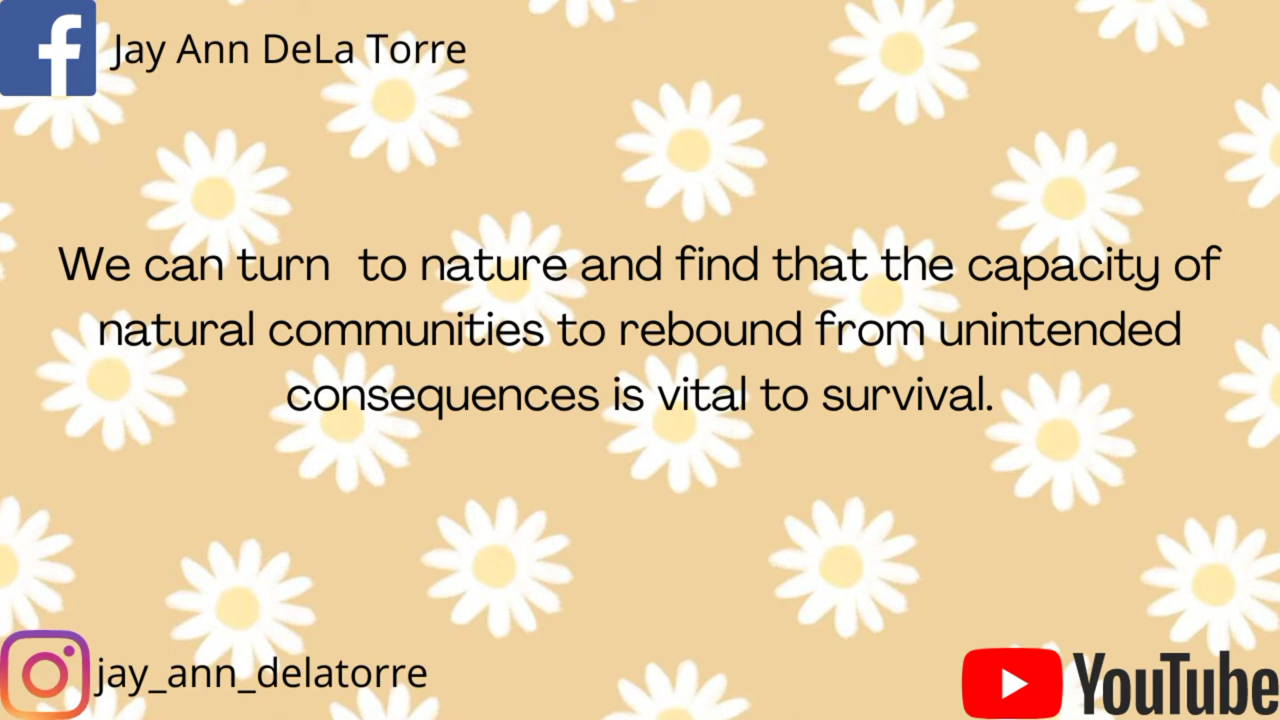 Jay Ann DeLa Torre
We can turn  to nature and find that the capacity of
natural communities to rebound from unintended
consequences is vital to survival.
jay_ann_delatorre
YouTube